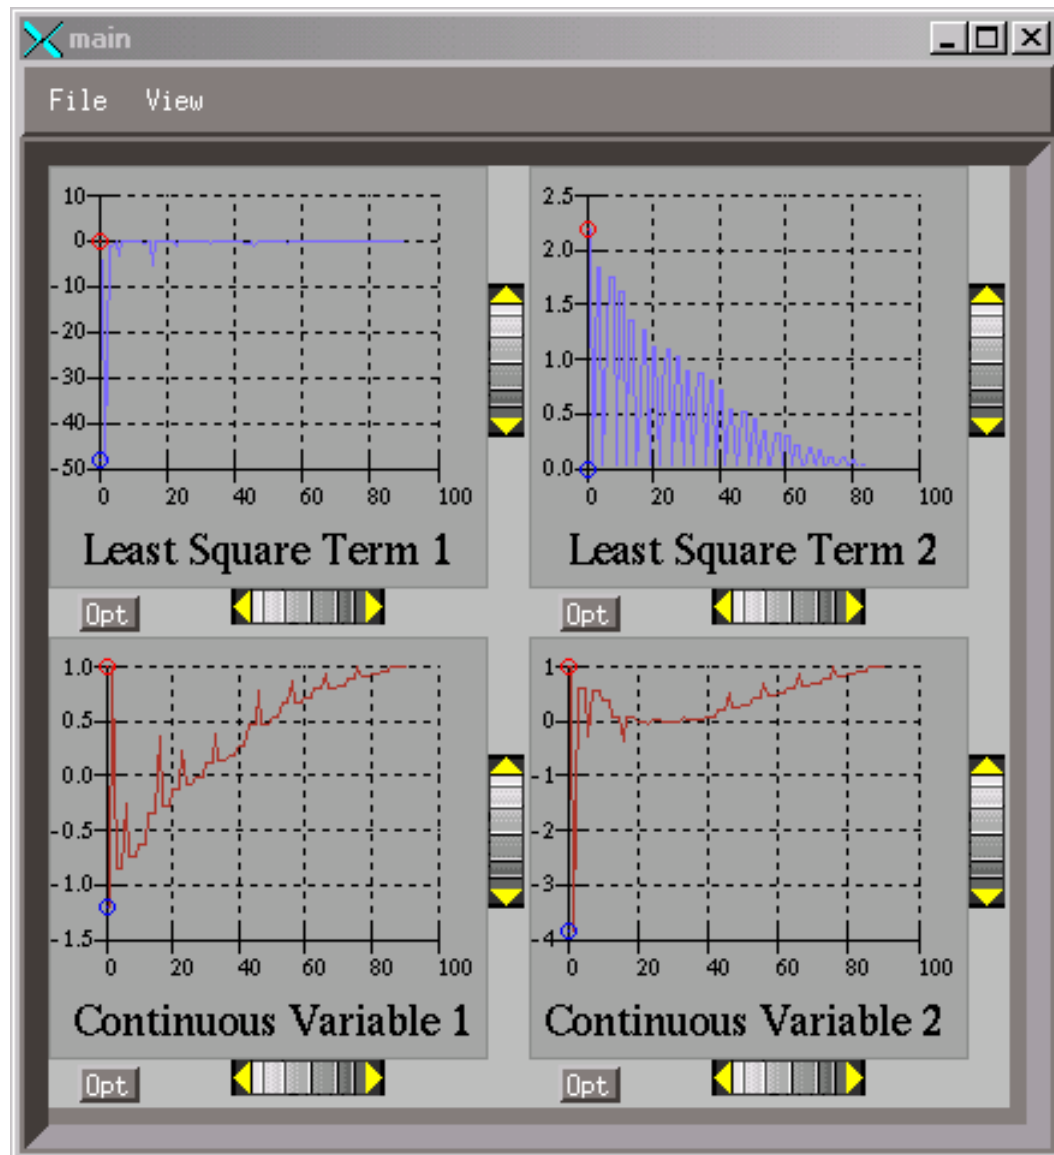 main
File View
10
0
-10
-20
-30
-40
-50
0 20 40 60 80 100
Least Square Term 1
Opt
2.5
2.0
1.5
1.0
0.5
0.0
0 20 40 60 80 100
Least Square Term 2
Opt
1.0
0.5
0.0
-0.5
-1.0
-1.5
0 20 40 60 80 100
Continuous Variable 1
Opt
1
0
-1
-2
-3
-4
0 20 40 60 80 100
Continuous Variable 2
Opt